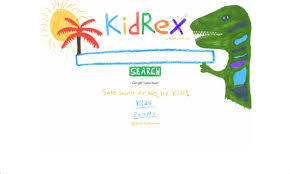 KidRex
SEARCH
Safe Search for Kids, by Kids!
Kids
Parents